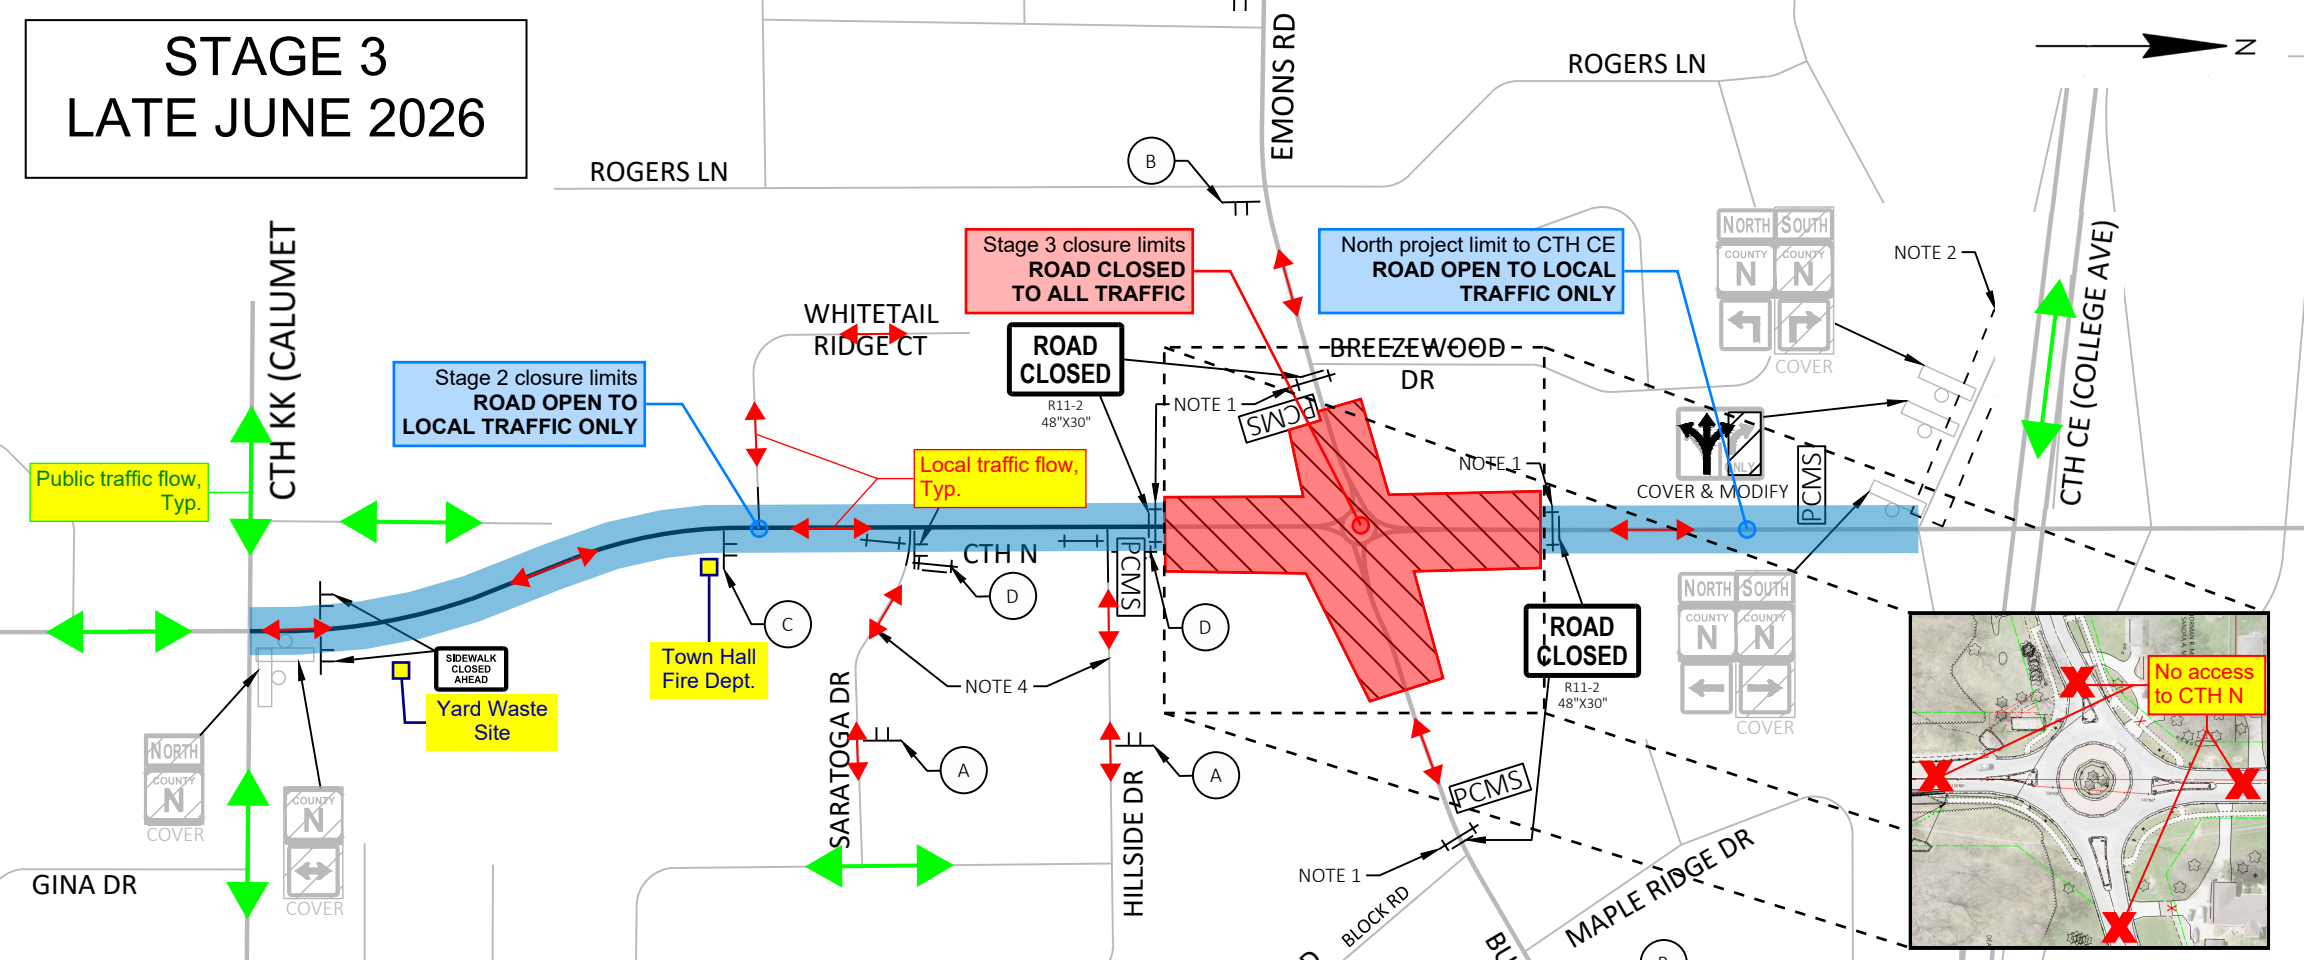 STAGE 3
LATE JUNE 2026
N
EMONS RD
ROGERS LN
ROGERS LN
B
CTH KK (CALUMET
CTH CE (COLLEGE AVE)
NORTH
SOUTH
COUNTY
N
COUNTY
N
COVER
NOTE 2
Stage 3 closure limits
ROAD CLOSED
TO ALL TRAFFIC
North project limit to CTH CE
ROAD OPEN TO LOCAL
TRAFFIC ONLY
WHITETAIL
RIDGE CT
ROAD
CLOSED
R11-2
48"X30"
BREEZEWOOD
DR
Stage 2 closure limits
ROAD OPEN TO
LOCAL TRAFFIC ONLY
NOTE 1
PCMS
Public traffic flow,
Typ.
Local traffic flow,
Typ.
NOTE 1
ONLY
COVER & MODIFY
PCMS
CTH N
PCMS
D
C
D
SIDEWALK
CLOSED
AHEAD
Town Hall
Fire Dept.
Yard Waste
Site
NOTE 4
SARATOGA DR
A
HILLSIDE DR
A
ROAD
CLOSED
R11-2
48"X30"
NORTH
SOUTH
COUNTY
N
COUNTY
N
COVER
No access
to CTH N
NORTH
COUNTY
N
COVER
COUNTY
N
COVER
GINA DR
PCMS
NOTE 1
BLOCK RD
MAPLE RIDGE DR